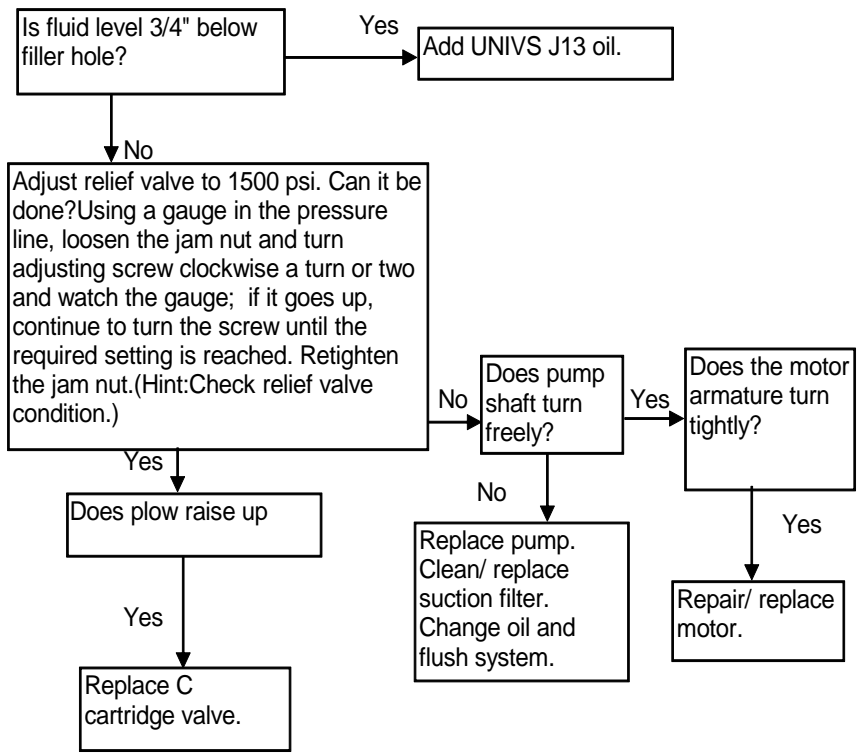 Is fluid level 3/4" below
filler hole?
Yes
Add UNIVS J13 oil.
No
Adjust relief valve to 1500 psi. Can it be
done?Using a gauge in the pressure
line, loosen the jam nut and turn
adjusting screw clockwise a turn or two
and watch the gauge; if it goes up,
continue to turn the screw until the
required setting is reached. Retighten
the jam nut.(Hint:Check relief valve
condition.)
No
Does pump
shaft turn
freely?
Yes
Does the motor
armature turn
tightly?
Yes
Does plow raise up
No
Replace pump.
Clean/ replace
suction filter.
Change oil and
flush system.
Yes
Repair/ replace
motor.
Yes
Replace C
cartridge valve.